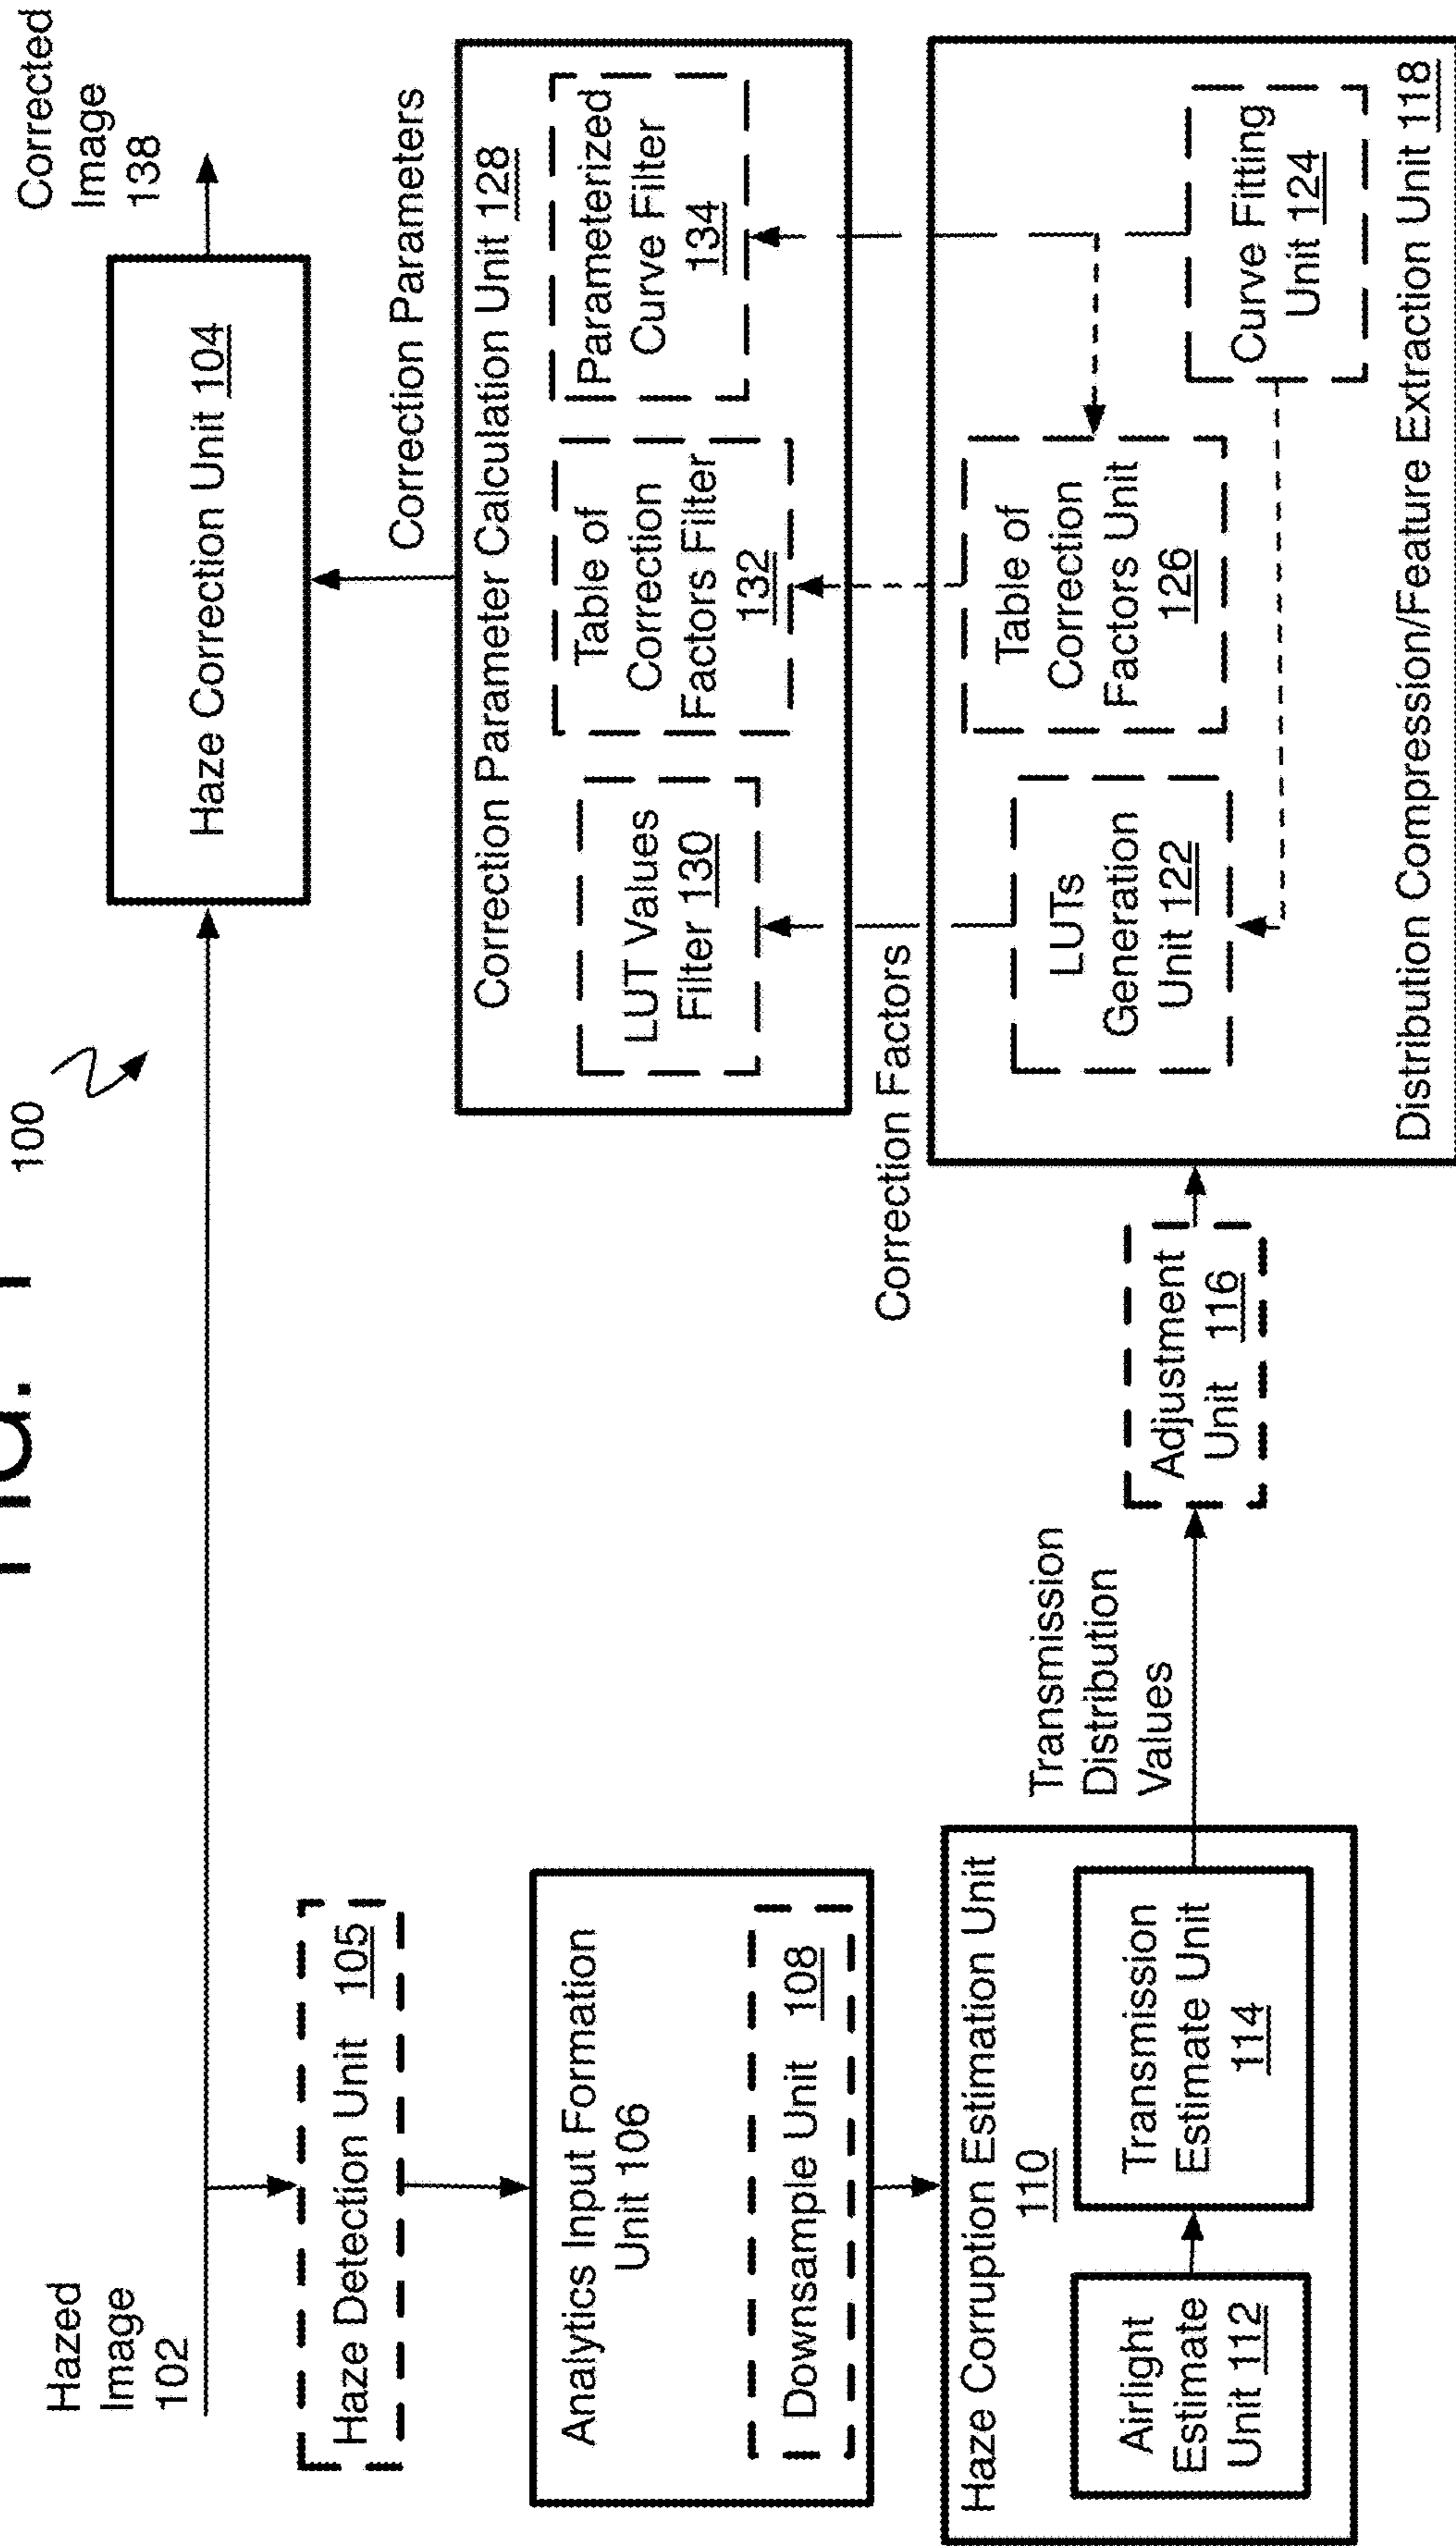 FIG. 1
100
Hazed
Image
102
Haze Correction Unit 104
Corrected
Image
138
Haze Detection Unit 105
Analytics Input Formation
Unit 106
Downsample Unit 108
Haze Corruption Estimation Unit
110
Airlight
Estimate
Unit 112
Transmission
Estimate Unit
114
Transmission
Distribution
Values
Adjustment
Unit 116
Correction Parameters
Correction Parameter Calculation Unit 128
LUT Values
Filter 130
Table of
Correction
Factors Filter
132
Parameterized
Curve Filter
134
Correction Factors
LUTs
Generation
Unit 122
Table of
Correction
Factors Unit
126
Curve Fitting
Unit 124
Distribution Compression/Feature Extraction Unit 118